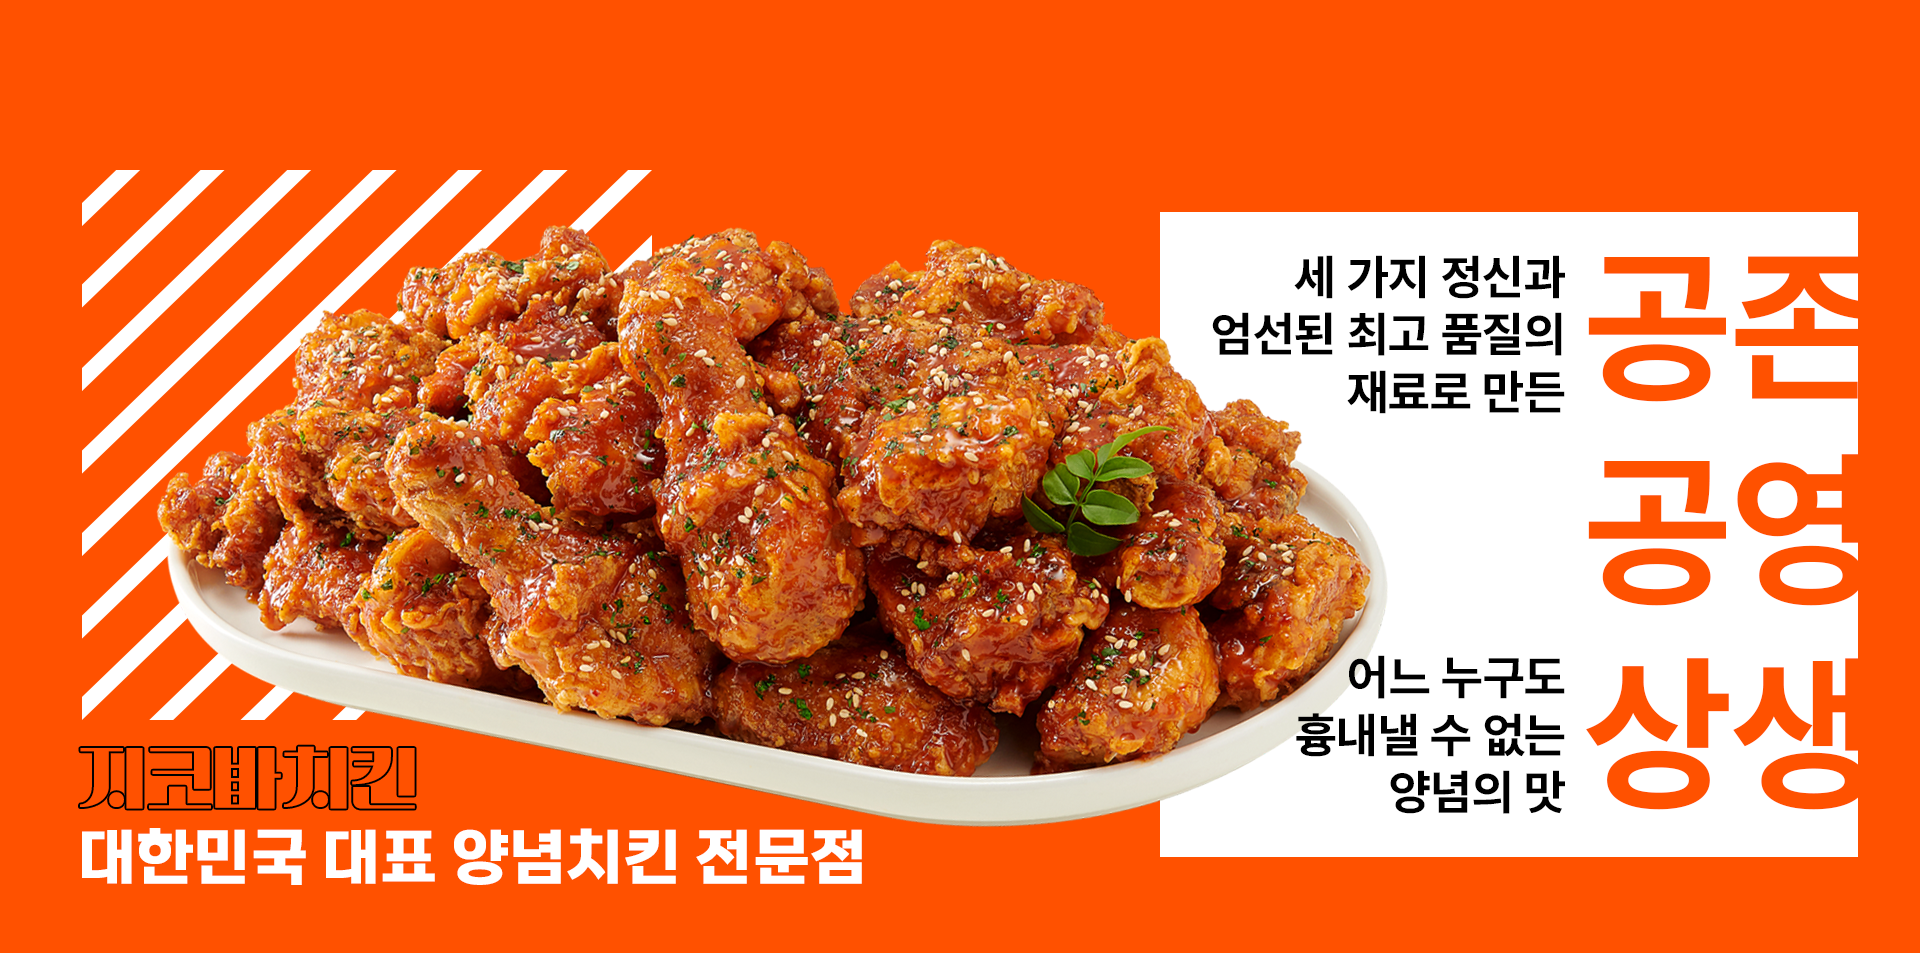 세 가지 정신과
엄선된 최고 품질의
재료로 만든
공존
공영
상생
어느 누구도
흉내낼 수 없는
양념의 맛
지코바치킨
대한민국 대표 양념치킨 전문점